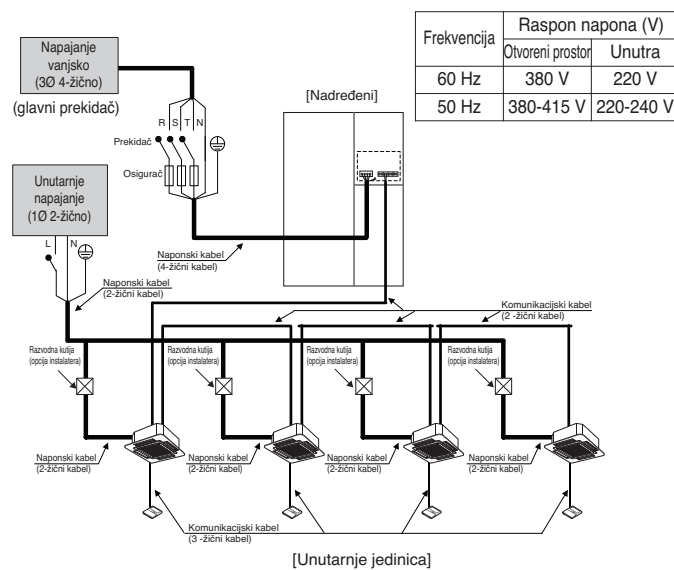 Napajanje
vanjsko
(3Ø 4-žično)
(glavni prekidač)
Frekvencija
Raspon napona (V)
Otvoreni prostor
Unutra
60 Hz
380 V
220 V
50 Hz
380-415 V
220-240 V
[Nadređeni]
R S T N
Prekidač
Osigurač
Unutarnje
napajanje
(1Ø 2-žično)
L N
Naponski kabel
(4-žični kabel)
Naponski kabel
(2-žični kabel)
Komunikacijski kabel
(2 -žični kabel)
Razvodna kutija
(opcija instalatera)
Razvodna kutija
(opcija instalatera)
Razvodna kutija
(opcija instalatera)
Razvodna kutija
(opcija instalatera)
Naponski kabel
(2-žični kabel)
Naponski kabel
(2-žični kabel)
Naponski kabel
(2-žični kabel)
Naponski kabel
(2-žični kabel)
Komunikacijski kabel
(3 -žični kabel)
[Unutarnje jedinica]